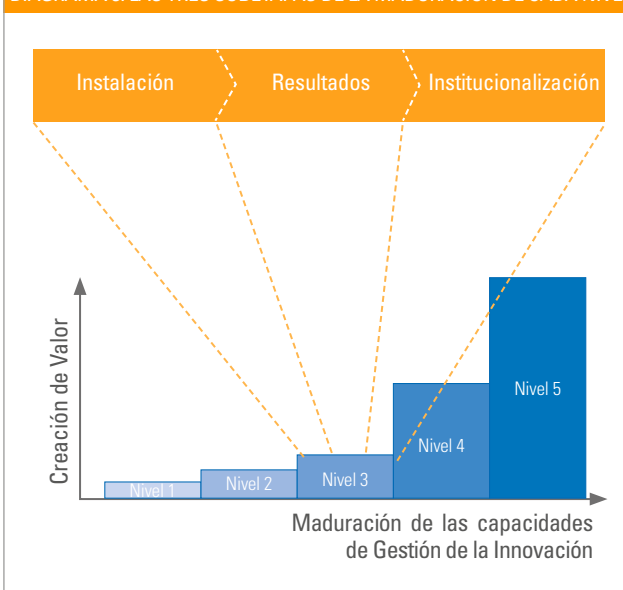 Instalación
Resultados
Institucionalización
Creación de Valor
Nivel 1
Nivel 2
Nivel 3
Nivel 4
Nivel 5
Maduración de las capacidades
de Gestión de la Innovación